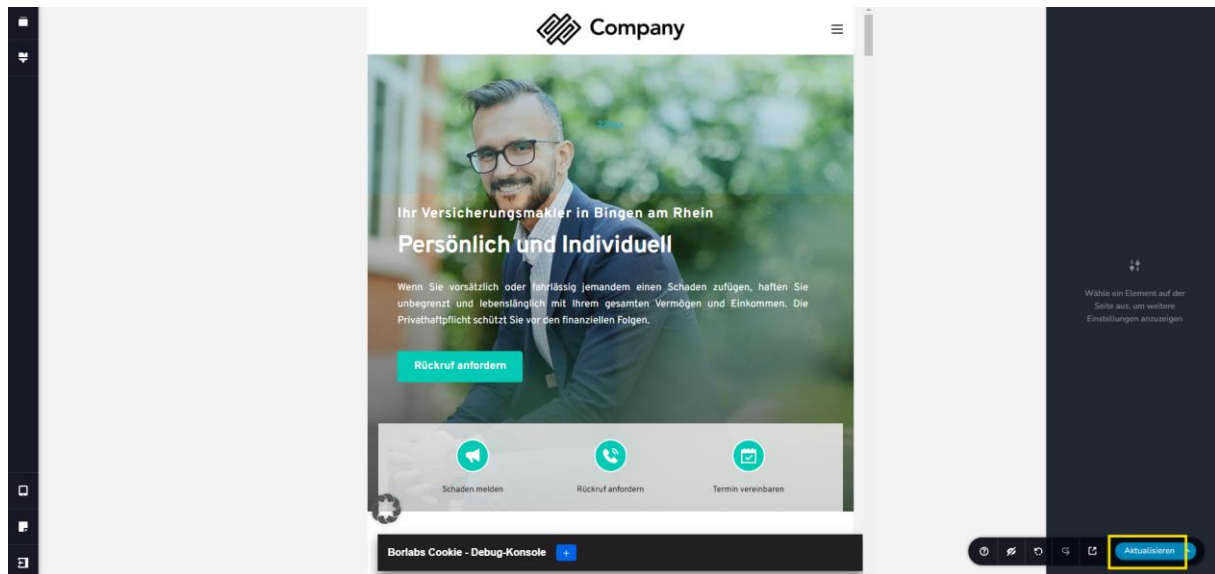 Company
Ihr Versicherungsmakler in Bingen am Rhein
Persönlich und Individuell
Wenn Sie vorsätzlich oder fahrlässig jemandem einen Schaden zufügen, haften Sie
unbegrenzt und lebenslänglich mit Ihrem gesamten Vermögen und Einkommen. Die
Privathaftpflicht schützt Sie vor den finanziellen Folgen.
Rückruf anfordern
Schaden melden
Rückruf anfordern
Termin vereinbaren
Borlabs Cookie - Debug-Konsole +
Wähle ein Element auf der
Seite aus, um weitere
Einstellungen anzuzeigen
Aktualisieren